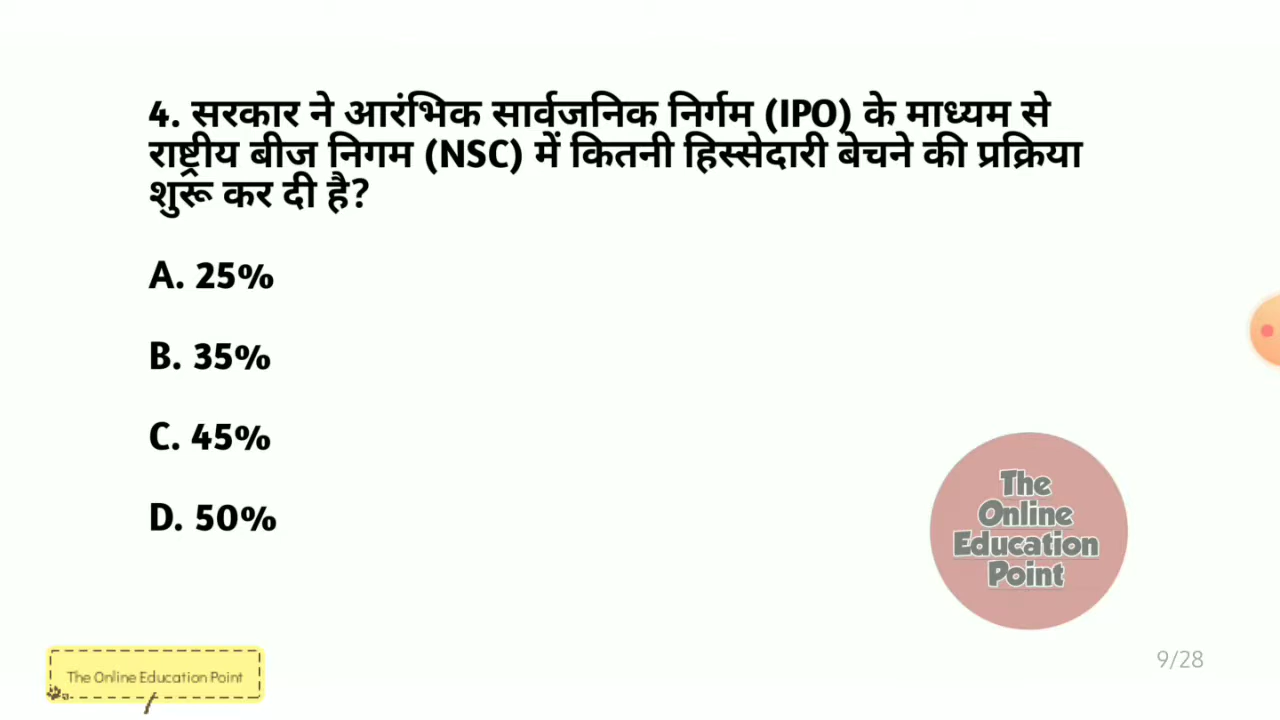 4. सरकार ने आरंभिक सार्वजनिक निर्गम (IPO) के माध्यम से
राष्ट्रीय बीज निगम (NSC) में कितनी हिस्सेदारी बेचने की प्रक्रिया
शुरू कर दी है?
A. 25%
B. 35%
C. 45%
D. 50%
The
Online
Education
Point
The Online Education Point
9/28